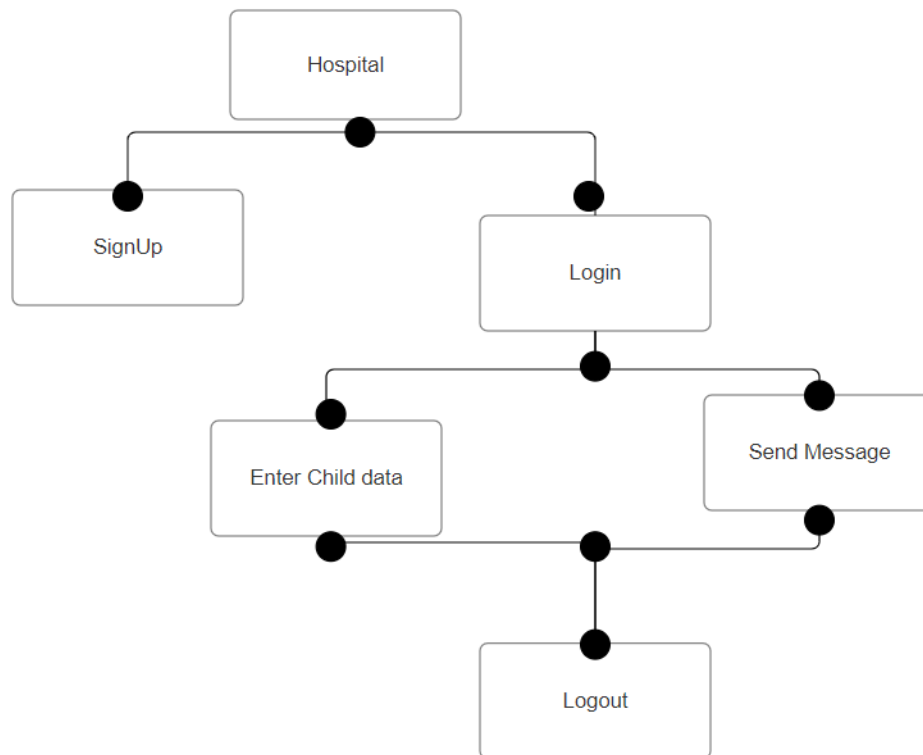 Hospital
SignUp
Login
Enter Child data
Send Message
Logout